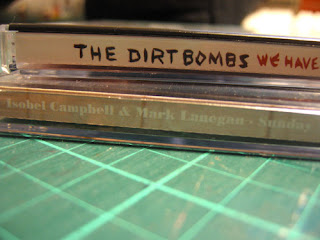 THE DIRTBOMBS WE HAVE
Isobel Campbell & Mark Lanegan · Sunday